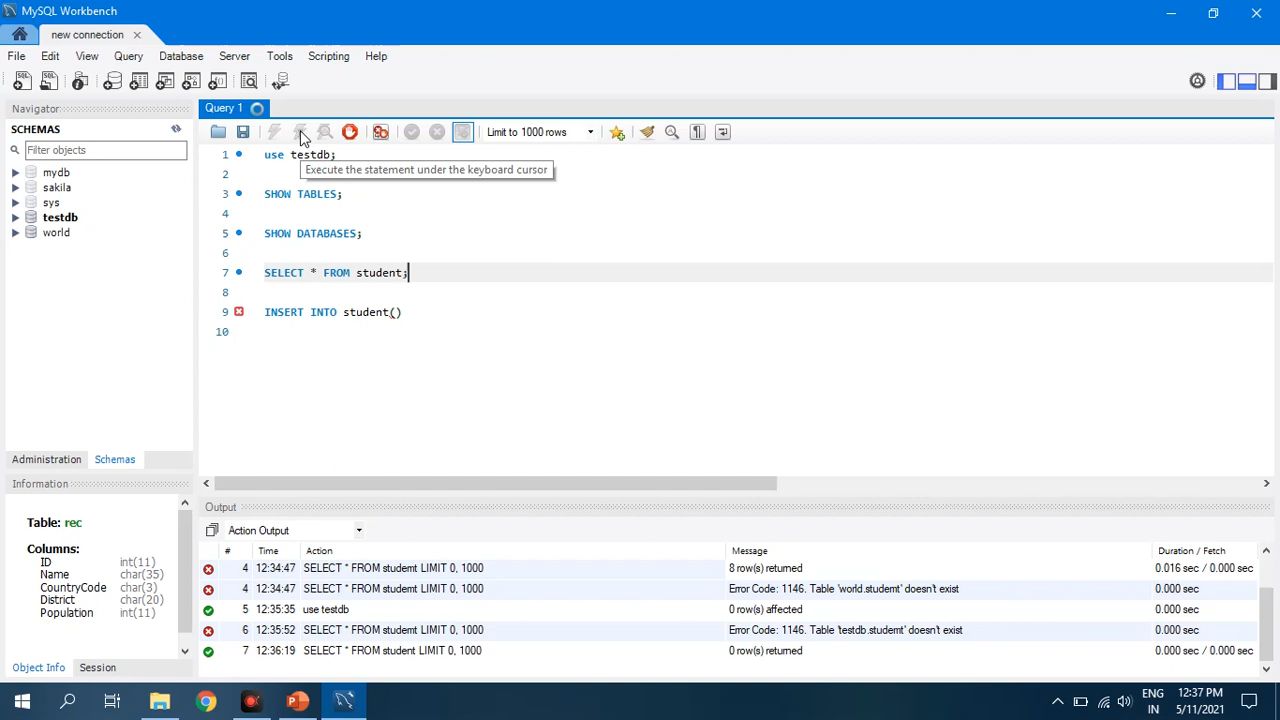 MySQL Workbench
new connection
File Edit View Query Database Server Tools Scripting Help
Navigator
SCHEMAS
Filter objects
mydb
sakila
sys
testdb
world
Administration Schemas
Information
Table: rec
Columns:
ID int(11)
Name char(35)
CountryCode char(3)
District char(20)
Population int(11)
Object Info Session
Query 1
Limit to 1000 rows
1 use testdb;
Execute the statement under the keyboard cursor
2
3 SHOW TABLES;
4
5 SHOW DATABASES;
6
7 SELECT * FROM student;
8
9 INSERT INTO student()
10
Output
Action Output
# Time Action Message Duration / Fetch
4 12:34:47 SELECT * FROM studemt LIMIT 0, 1000 8 row(s) returned 0.016 sec / 0.000 sec
4 12:34:47 SELECT * FROM studemt LIMIT 0, 1000 Error Code: 1146. Table 'world.studemt' doesn't exist 0.000 sec
5 12:35:35 use testdb 0 row(s) affected 0.000 sec
6 12:35:52 SELECT * FROM studemt LIMIT 0, 1000 Error Code: 1146. Table 'testdb.studemt' doesn't exist 0.000 sec
7 12:36:19 SELECT * FROM student LIMIT 0, 1000 0 row(s) returned 0.000 sec / 0.000 sec
ENG
IN
12:37 PM
5/11/2021